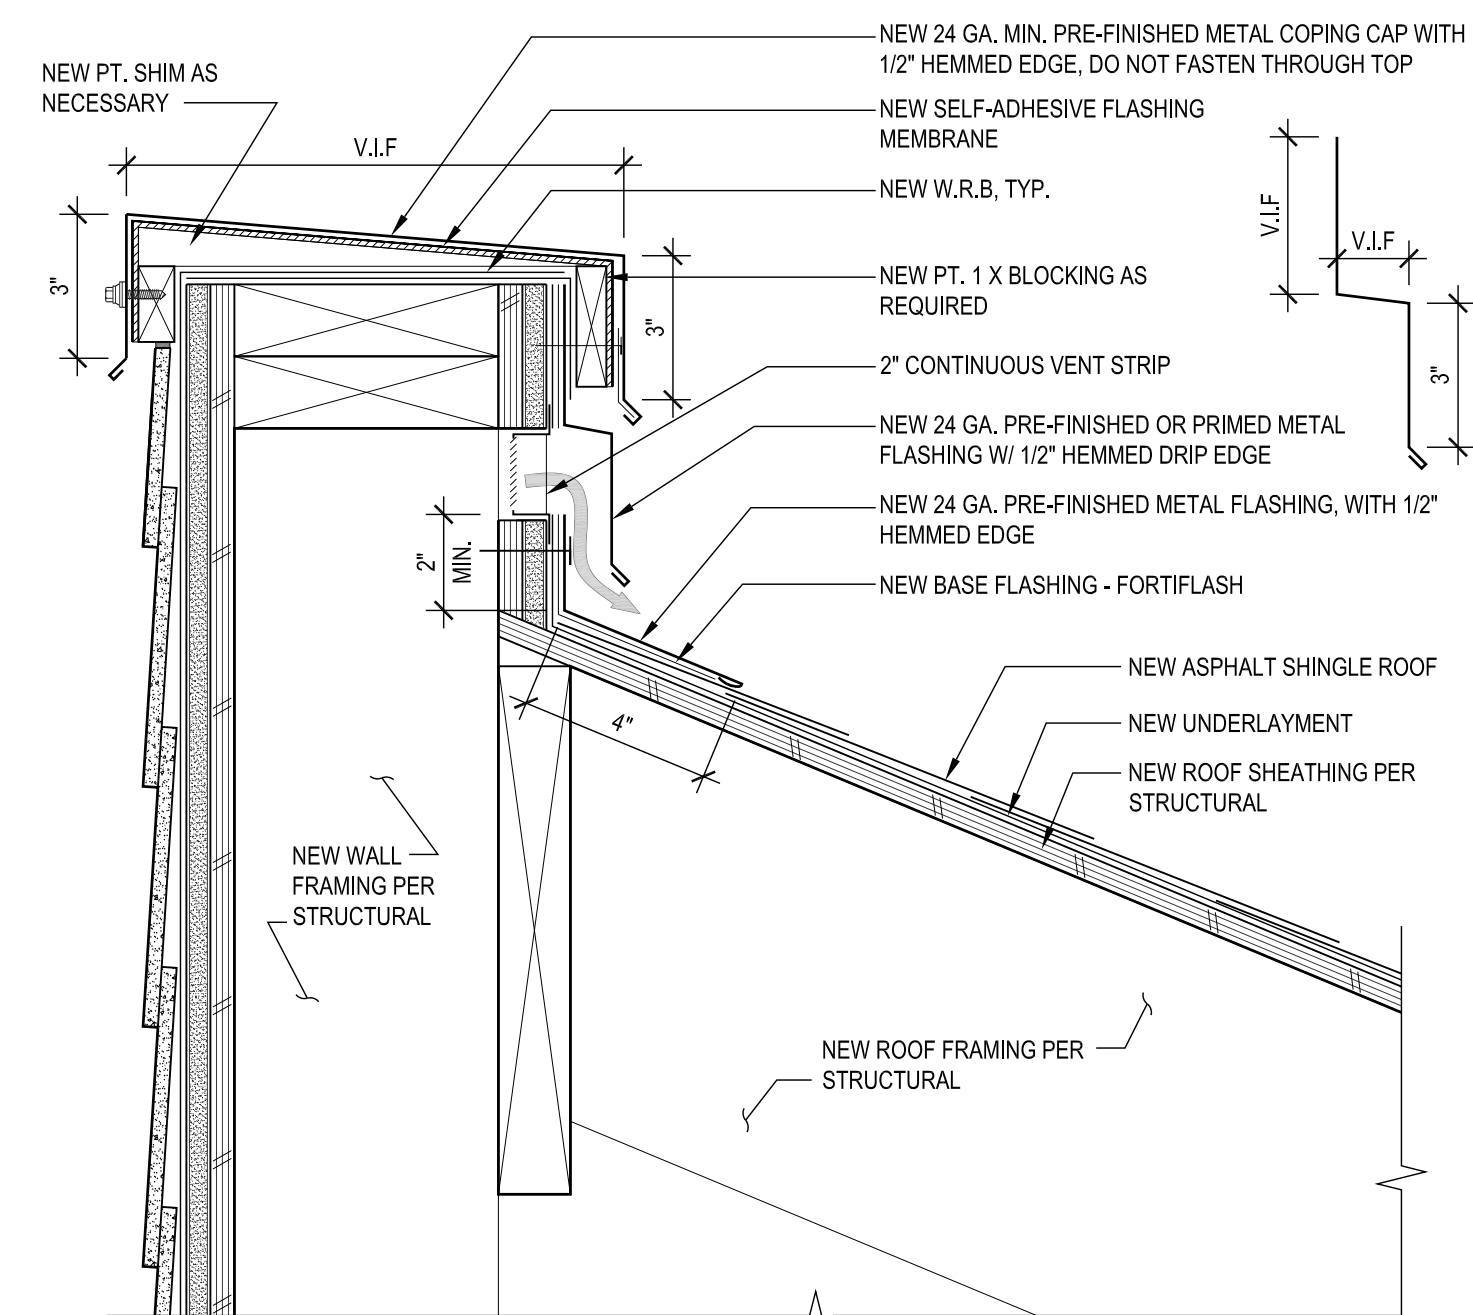 NEW 24 GA. MIN. PRE-FINISHED METAL COPING CAP WITH
1/2" HEMMED EDGE, DO NOT FASTEN THROUGH TOP
NEW PT. SHIM AS
NECESSARY
NEW SELF-ADHESIVE FLASHING
MEMBRANE
V.I.F
NEW W.R.B, TYP.
V.I.F
V.I.F
3"
NEW PT. 1 X BLOCKING AS
REQUIRED
3"
2" CONTINUOUS VENT STRIP
3"
NEW 24 GA. PRE-FINISHED OR PRIMED METAL
FLASHING W/ 1/2" HEMMED DRIP EDGE
NEW 24 GA. PRE-FINISHED METAL FLASHING, WITH 1/2"
HEMMED EDGE
2"
MIN.
NEW BASE FLASHING - FORTIFLASH
NEW ASPHALT SHINGLE ROOF
4"
NEW UNDERLAYMENT
NEW ROOF SHEATHING PER
STRUCTURAL
NEW WALL
FRAMING PER
STRUCTURAL
NEW ROOF FRAMING PER
STRUCTURAL